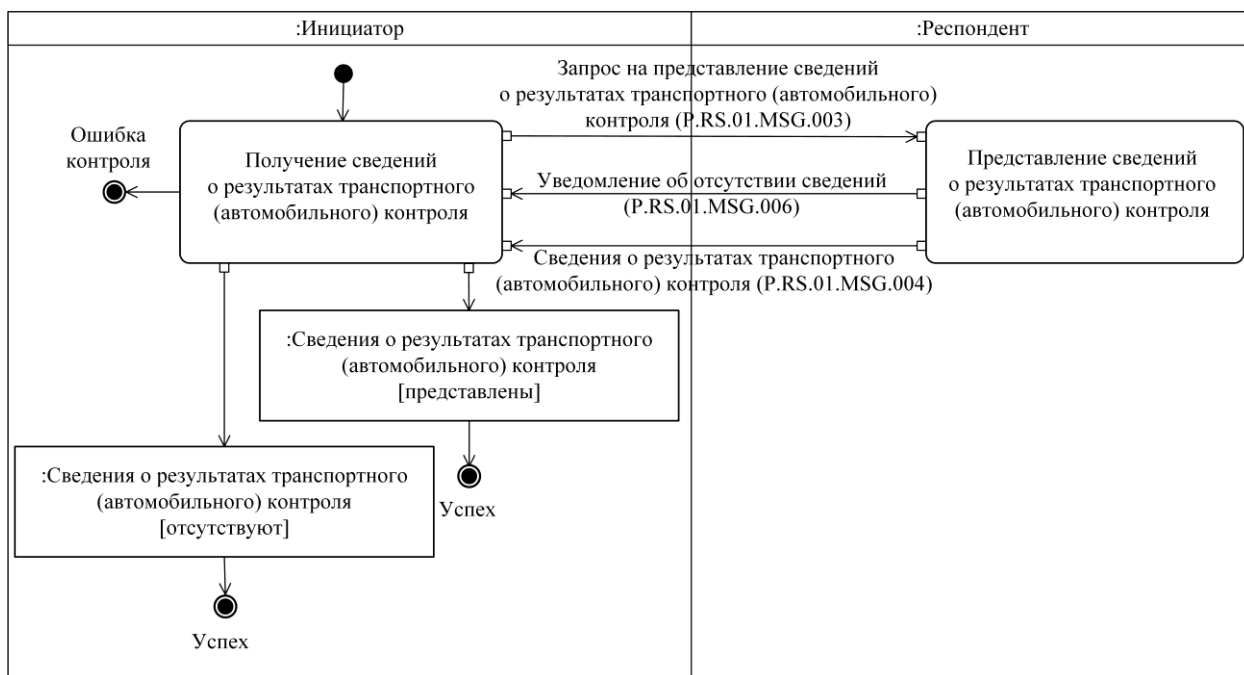 :Инициатор
:Респондент
Запрос на представление сведений
о результатах транспортного (автомобильного)
контроля (P.RS.01.MSG.003)
Ошибка
контроля
Получение сведений
о результатах транспортного
(автомобильного) контроля
Уведомление об отсутствии сведений
(P.RS.01.MSG.006)
Представление сведений
о результатах транспортного
(автомобильного) контроля
Сведения о результатах транспортного
(автомобильного) контроля (P.RS.01.MSG.004)
:Сведения о результатах транспортного
(автомобильного) контроля
[представлены]
:Сведения о результатах транспортного
(автомобильного) контроля
[отсутствуют]
Успех
Успех